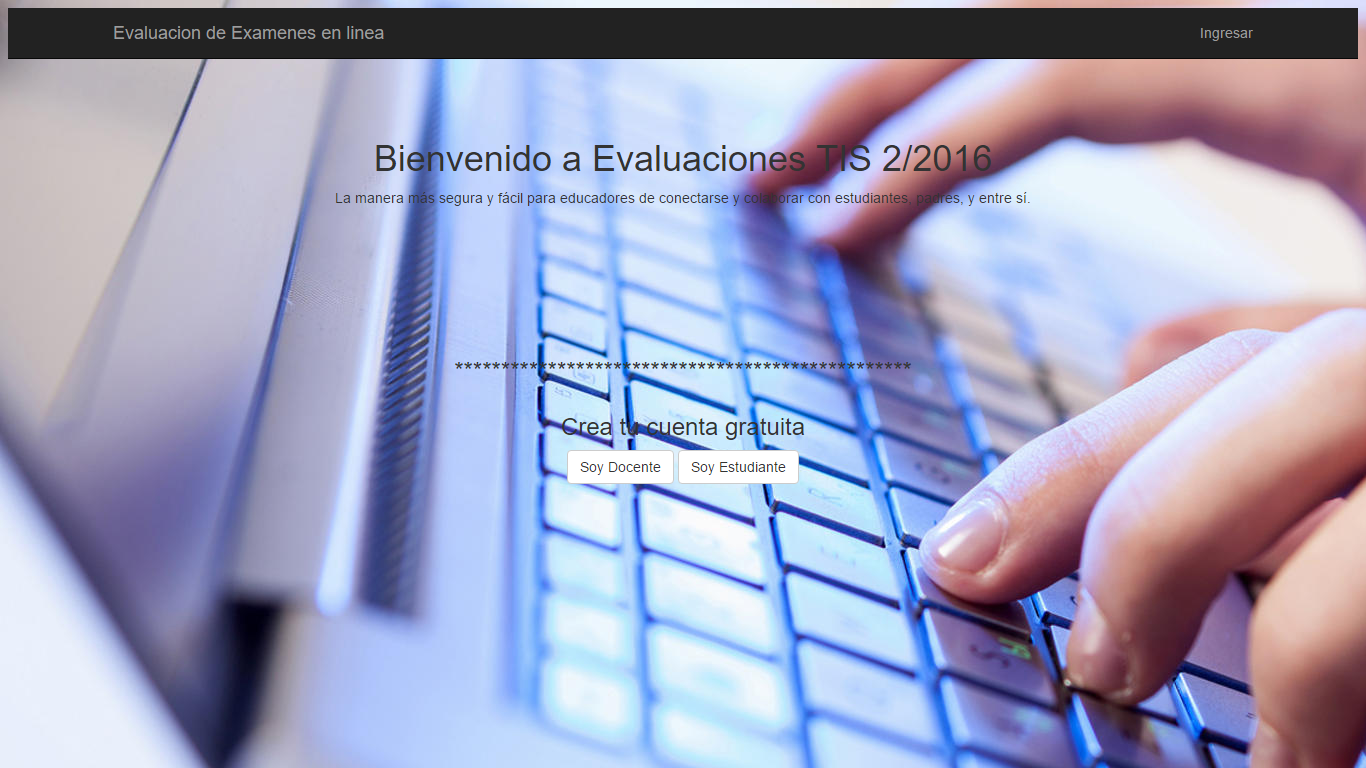 Evaluacion de Examenes en linea
Ingresar
Bienvenido a Evaluaciones TIS 2/2016
La manera más segura y fácil para educadores de conectarse y colaborar con estudiantes, padres, y entre sí.
*************************************************
Crea tu cuenta gratuita
Soy Docente Soy Estudiante